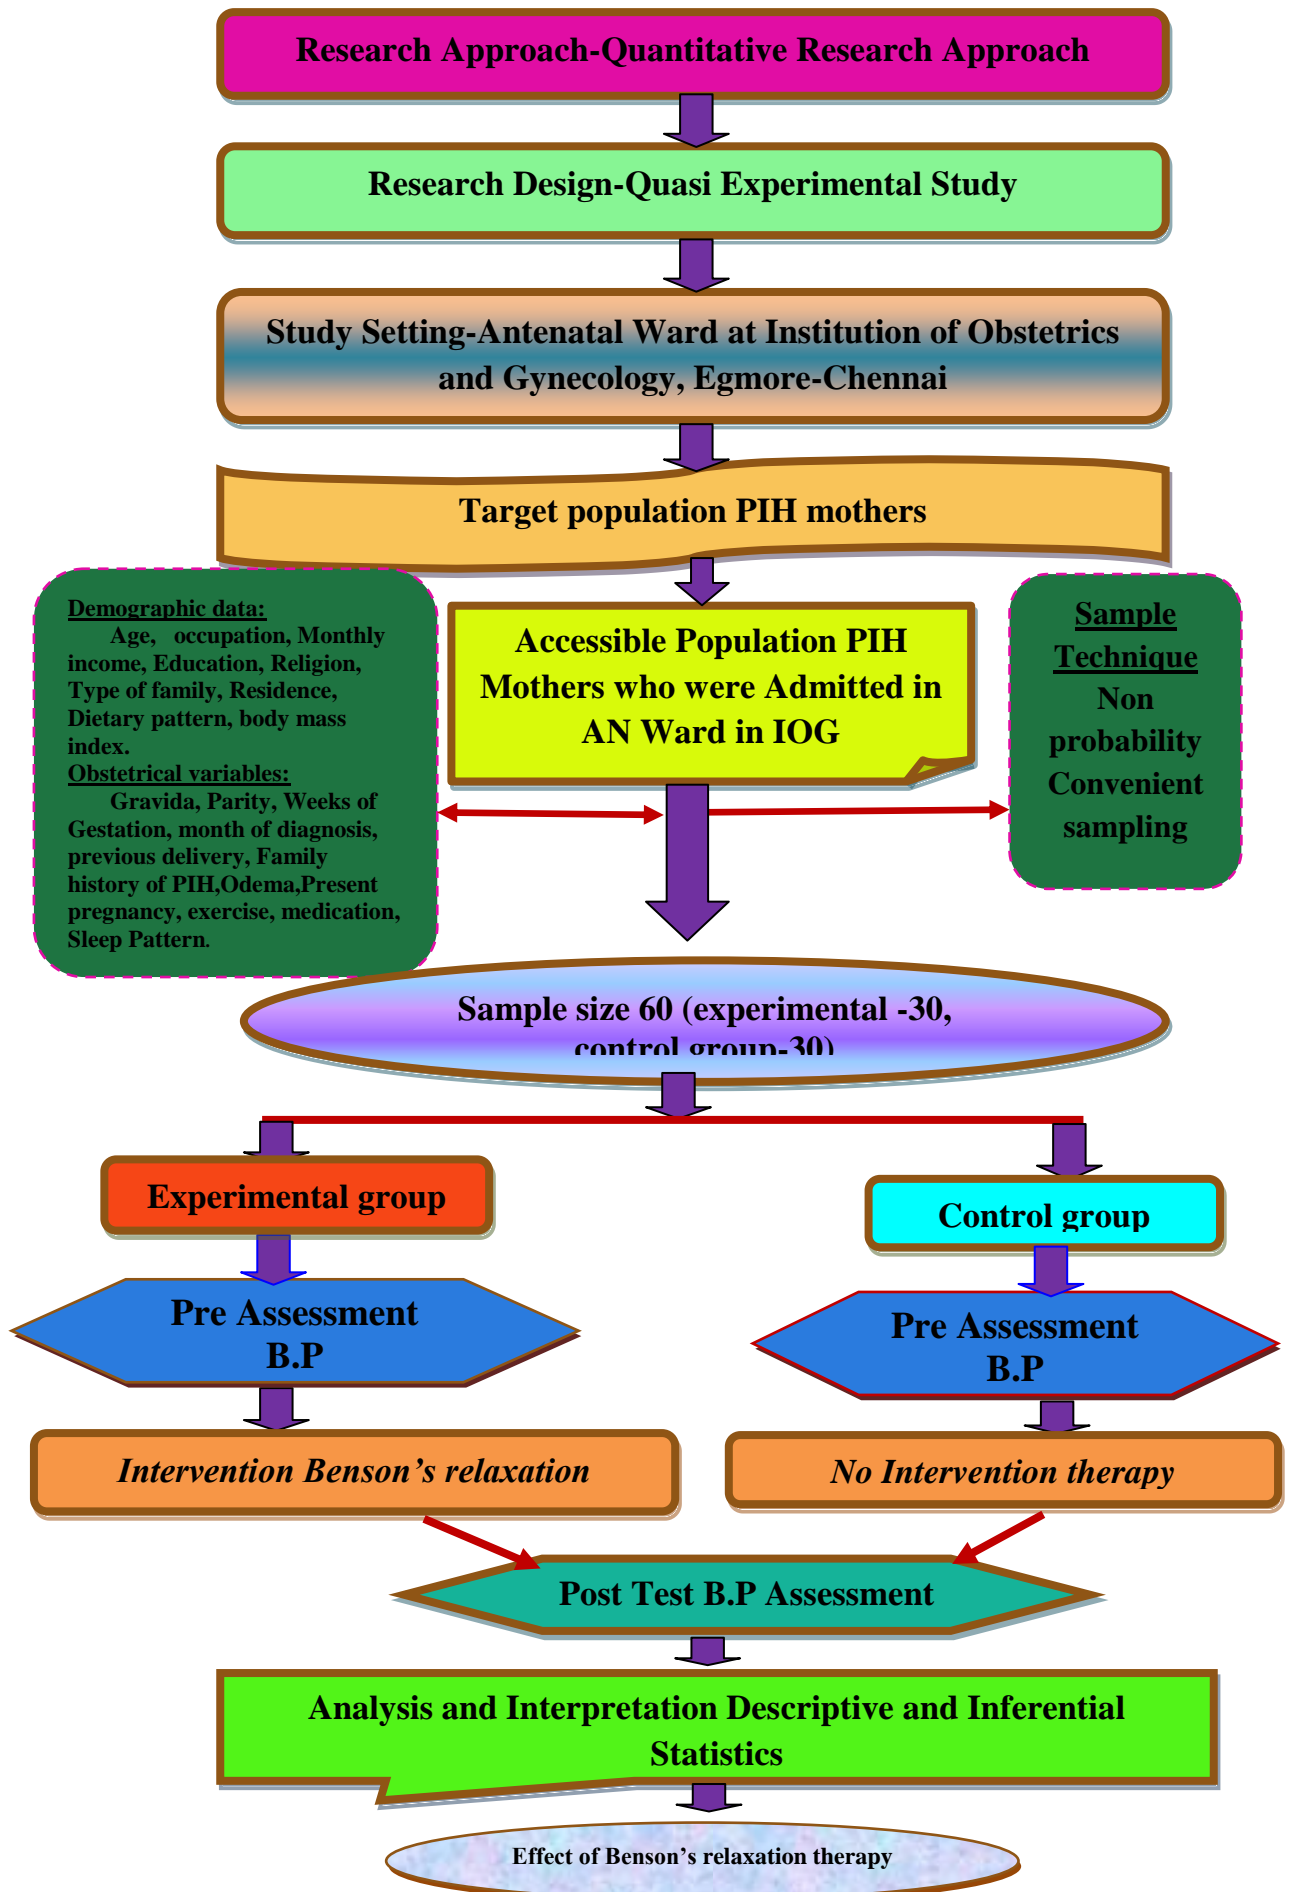 Research Approach-Quantitative Research Approach
Research Design-Quasi Experimental Study
Study Setting-Antenatal Ward at Institution of Obstetrics
and Gynecology, Egmore-Chennai
Target population PIH mothers
Demographic data:
Age, occupation, Monthly
income, Education, Religion,
Type of family, Residence,
Dietary pattern, body mass
index.
Obstetrical variables:
Gravida, Parity, Weeks of
Gestation, month of diagnosis,
previous delivery, Family
history of PIH,Odema,Present
pregnancy, exercise, medication,
Sleep Pattern.
Accessible Population PIH
Mothers who were Admitted in
AN Ward in IOG
Sample
Technique
Non
probability
Convenient
sampling
Sample size 60 (experimental -30,
control group-30)
Experimental group
Control group
Pre Assessment
B.P
Pre Assessment
B.P
Intervention Benson’s relaxation
No Intervention therapy
Post Test B.P Assessment
Analysis and Interpretation Descriptive and Inferential
Statistics
Effect of Benson’s relaxation therapy